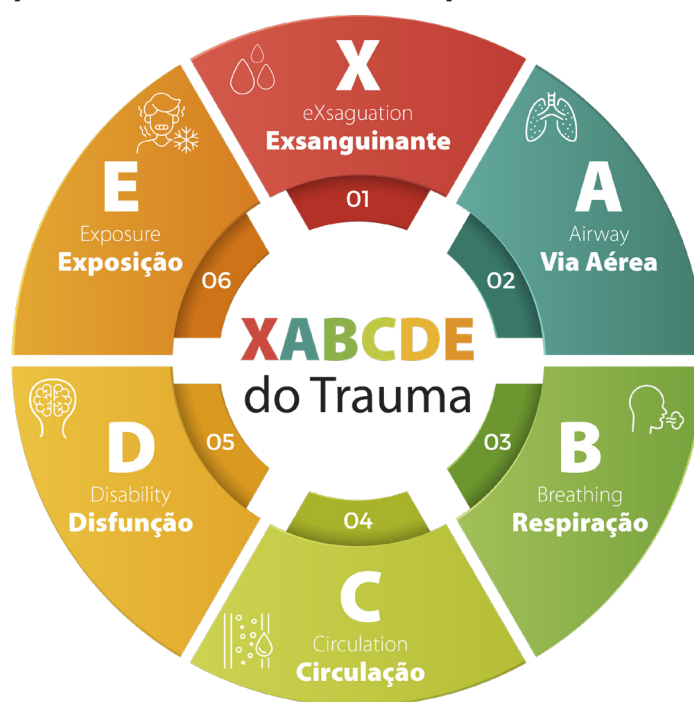 X
eXsaguation
Exsanguinante
01
A
Airway
Via Aérea
02
B
Breathing
Respiração
03
C
Circulation
Circulação
04
D
Disability
Disfunção
05
E
Exposure
Exposição
06
XABCDE
do Trauma